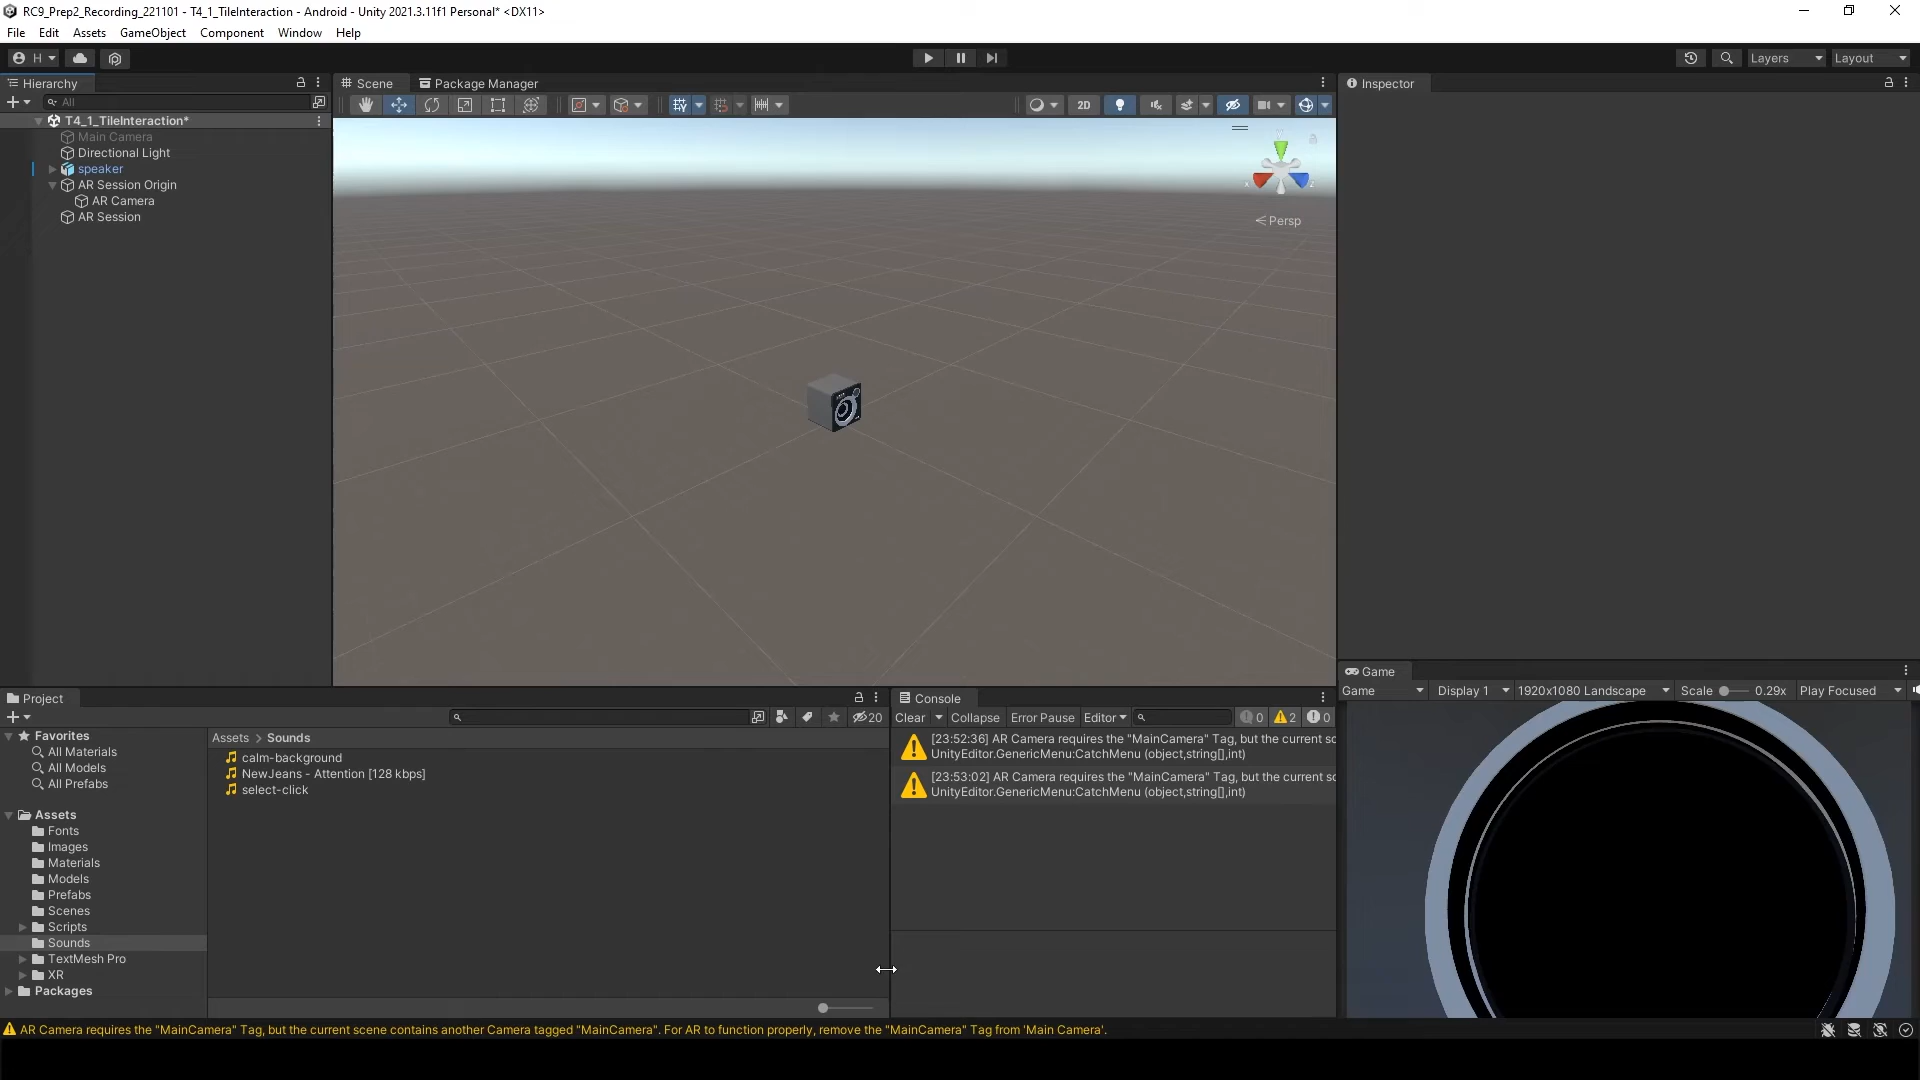 RC9_Prep2_Recording_221101 - T4_1_TileInteraction - Android - Unity 2021.3.11f1 Personal* <DX11>
File Edit Assets GameObject Component Window Help
H Layers Layout
Hierarchy
All
T4_1_TileInteraction*
Main Camera
Directional Light
speaker
AR Session Origin
AR Camera
AR Session
Scene Package Manager
2D
Persp
Inspector
Game
Game Display 1 1920x1080 Landscape Scale 0.29x Play Focused
Project
20
Favorites
All Materials
All Models
All Prefabs
Assets
Fonts
Images
Materials
Models
Prefabs
Scenes
Scripts
Sounds
TextMesh Pro
XR
Packages
Assets > Sounds
calm-background
NewJeans - Attention [128 kbps]
select-click
Console
Clear Collapse Error Pause Editor 0 2 0
[23:52:36] AR Camera requires the "MainCamera" Tag, but the current sc
UnityEditor.GenericMenu:CatchMenu (object,string[],int)
[23:53:02] AR Camera requires the "MainCamera" Tag, but the current sc
UnityEditor.GenericMenu:CatchMenu (object,string[],int)
AR Camera requires the "MainCamera" Tag, but the current scene contains another Camera tagged "MainCamera". For AR to function properly, remove the "MainCamera" Tag from 'Main Camera'.